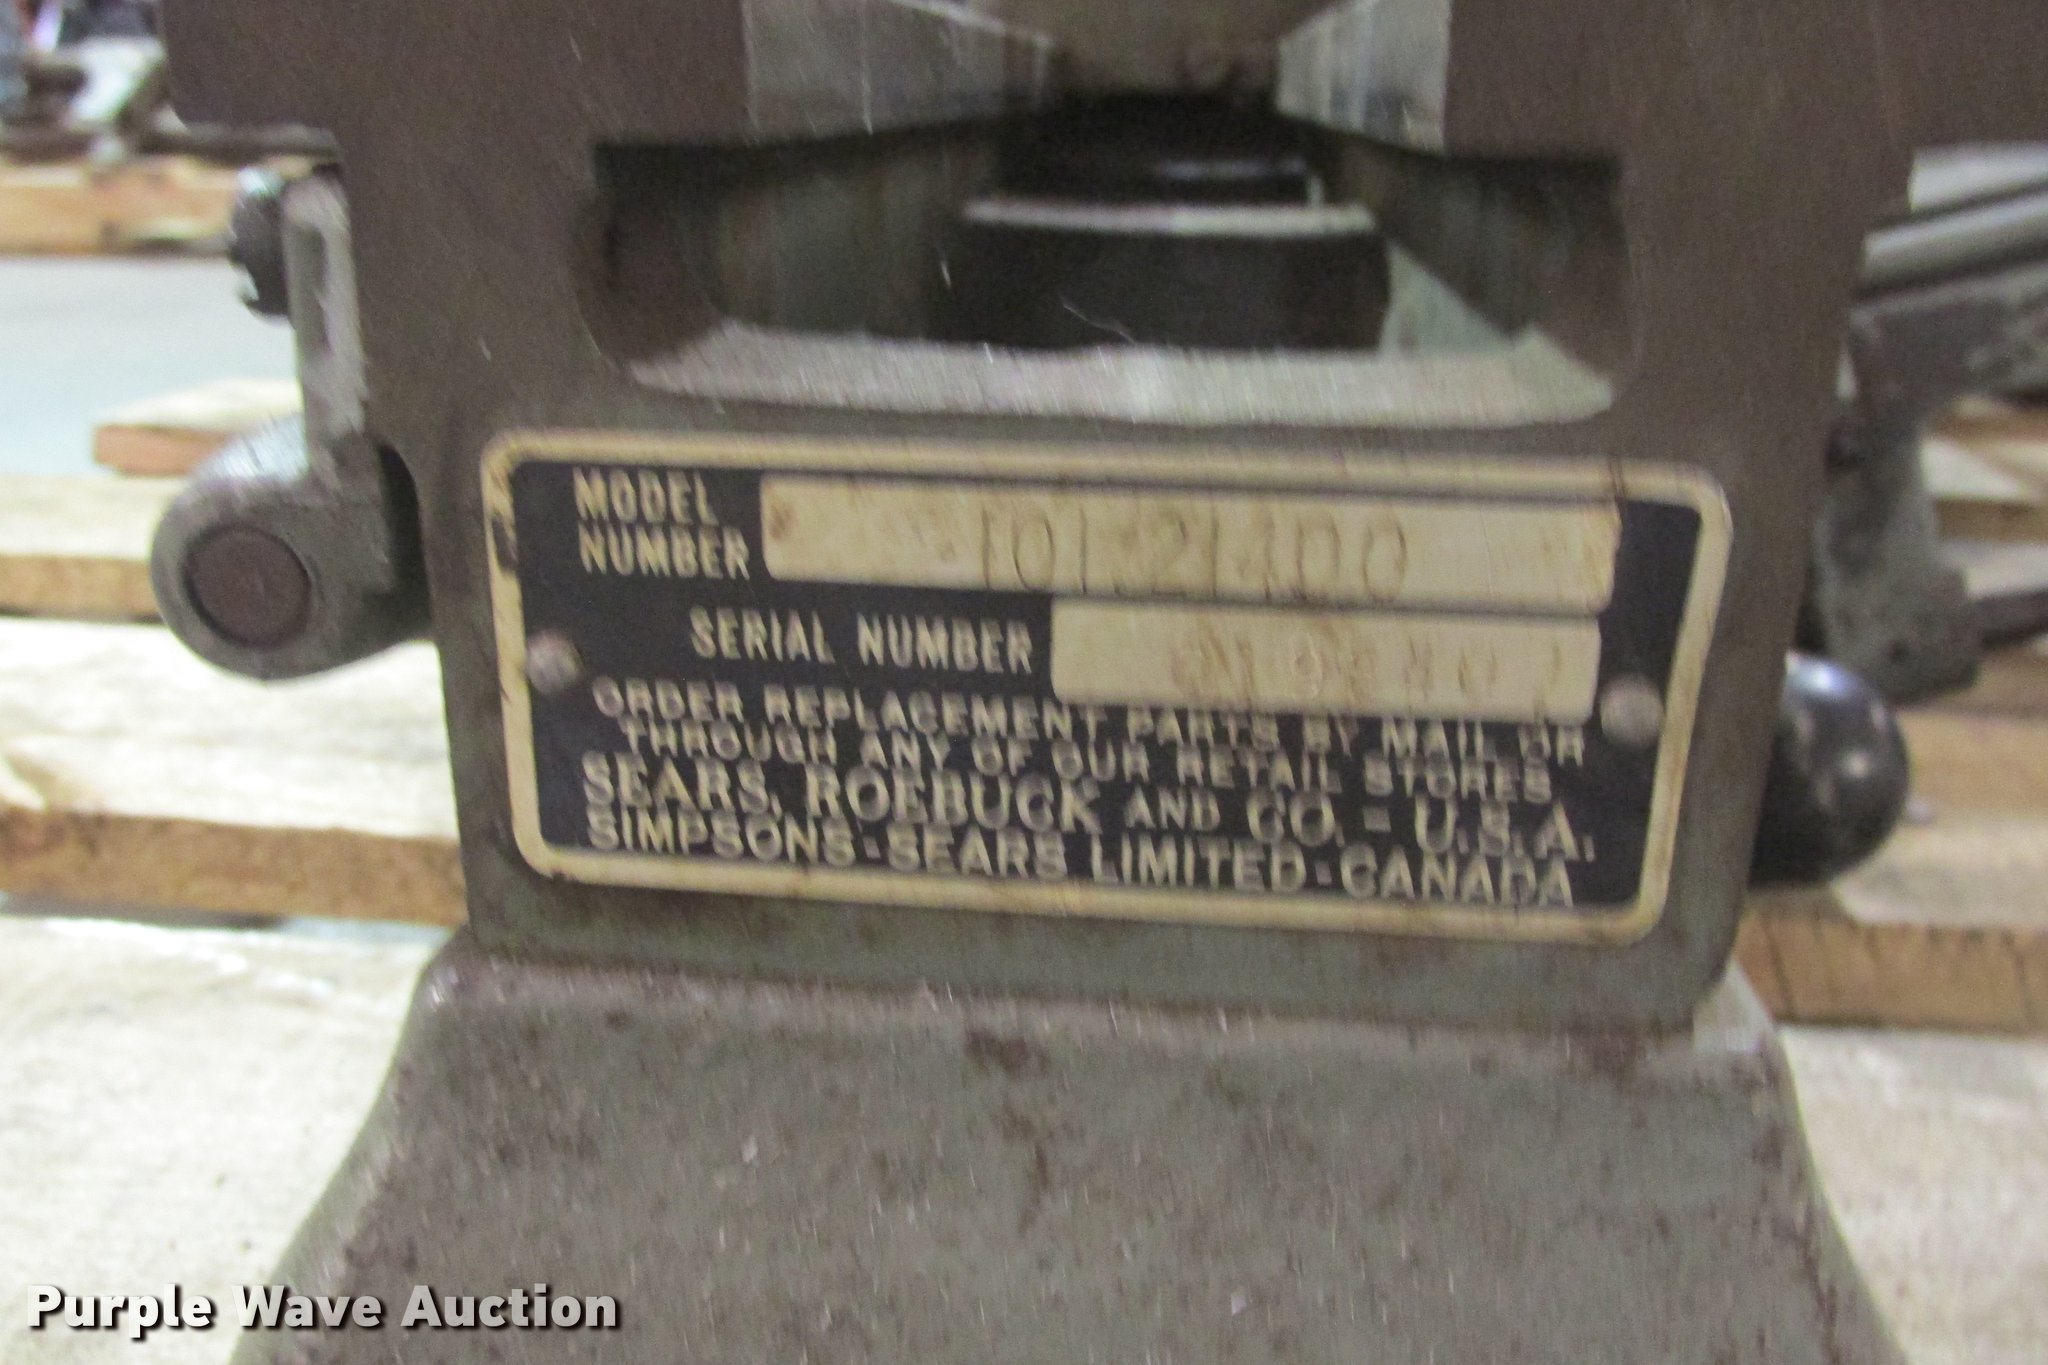 MODEL
NUMBER 101.21400
SERIAL NUMBER
ORDER REPLACEMENT PARTS BY MAIL OR
THROUGH ANY OF OUR RETAIL STORES
SEARS, ROEBUCK AND CO. - U.S.A.
SIMPSONS-SEARS LIMITED-CANADA
Purple Wave Auction